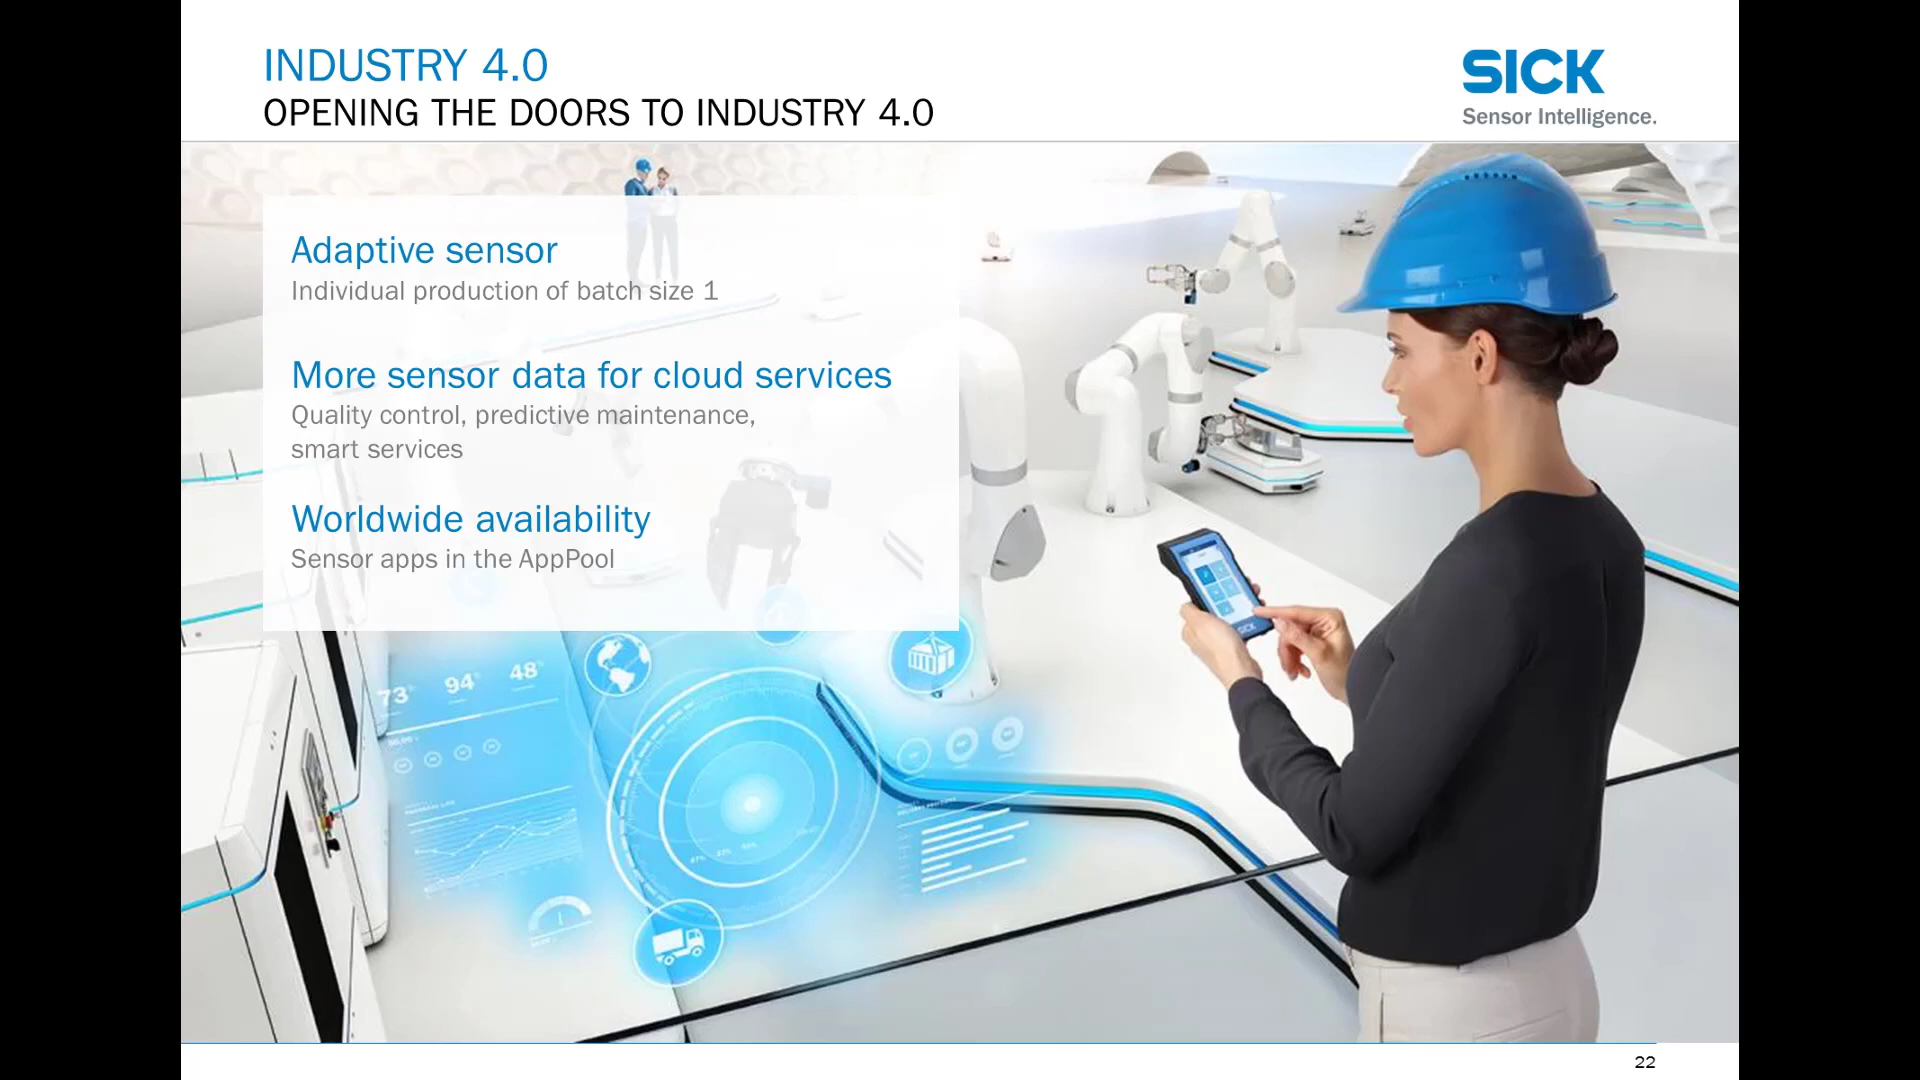 INDUSTRY 4.0
OPENING THE DOORS TO INDUSTRY 4.0
SICK
Sensor Intelligence.
Adaptive sensor
Individual production of batch size 1
More sensor data for cloud services
Quality control, predictive maintenance,
smart services
Worldwide availability
Sensor apps in the AppPool
73 94 48
SICK
22